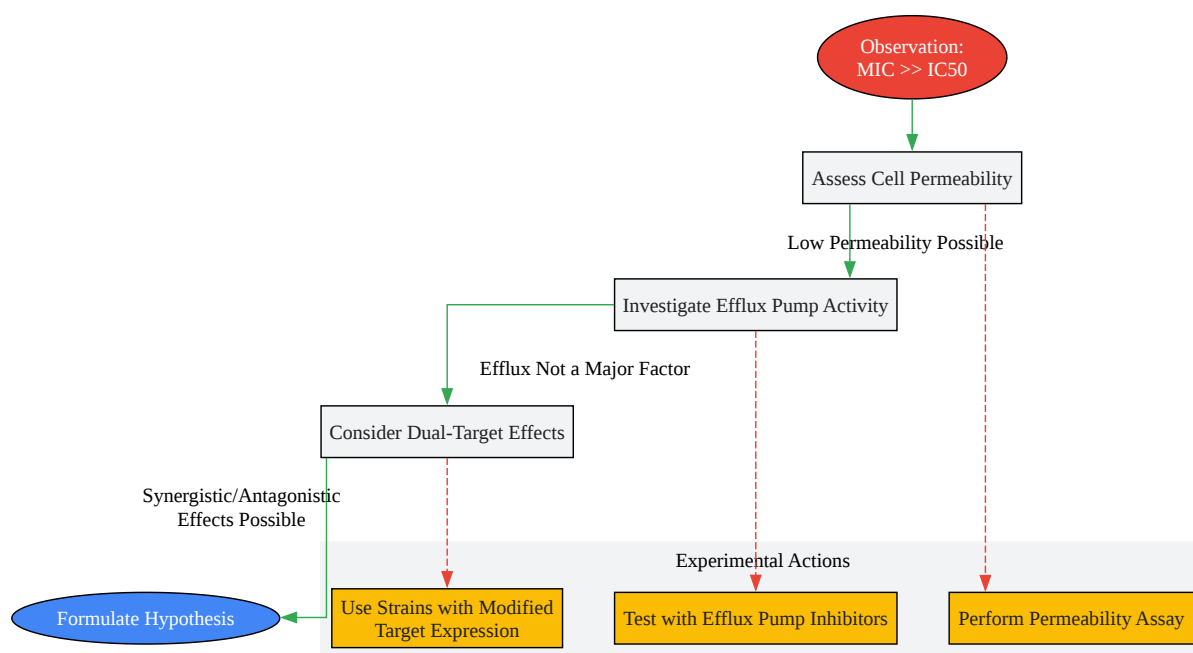 Observation:
MIC >> IC50
Assess Cell Permeability
Low Permeability Possible
Investigate Efflux Pump Activity
Efflux Not a Major Factor
Consider Dual-Target Effects
Synergistic/Antagonistic
Effects Possible
Experimental Actions
Formulate Hypothesis
Use Strains with Modified
Target Expression
Test with Efflux Pump Inhibitors
Perform Permeability Assay